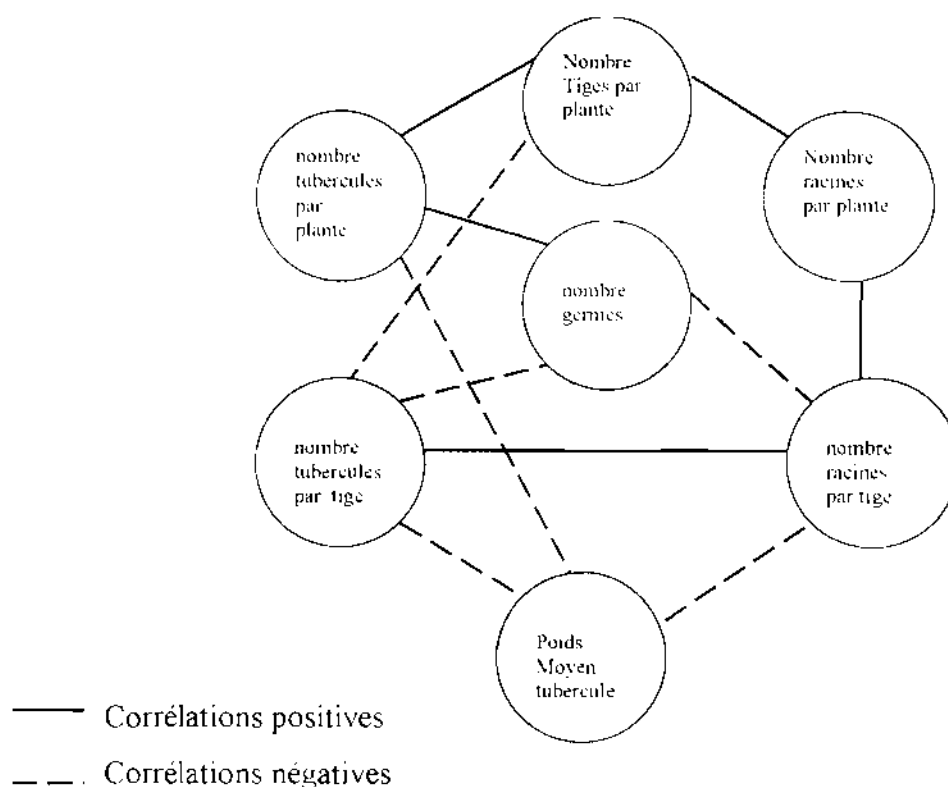 Nombre
Tiges par
plante
nombre
tubercules
par
plante
Nombre
racines
par plante
nombre
germes
nombre
tubercules
par tige
nombre
racines
par tige
Poids
Moyen
tubercule
Corrélations positives
Corrélations négatives